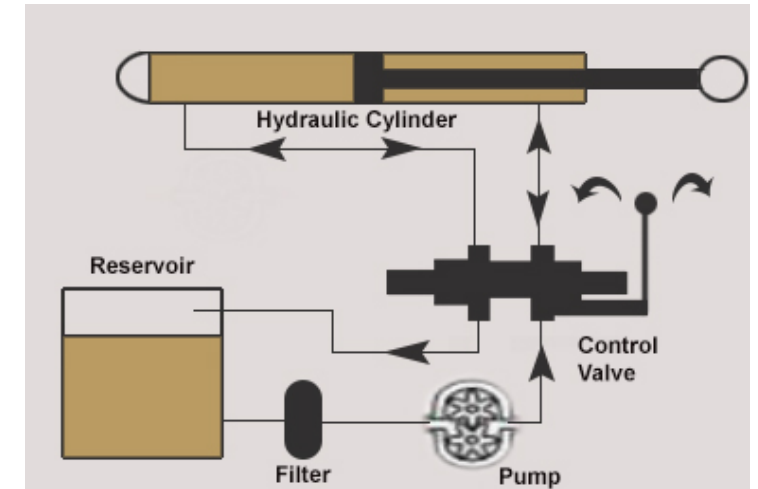 Hydraulic Cylinder
Reservoir
Control
Valve
Filter
Pump